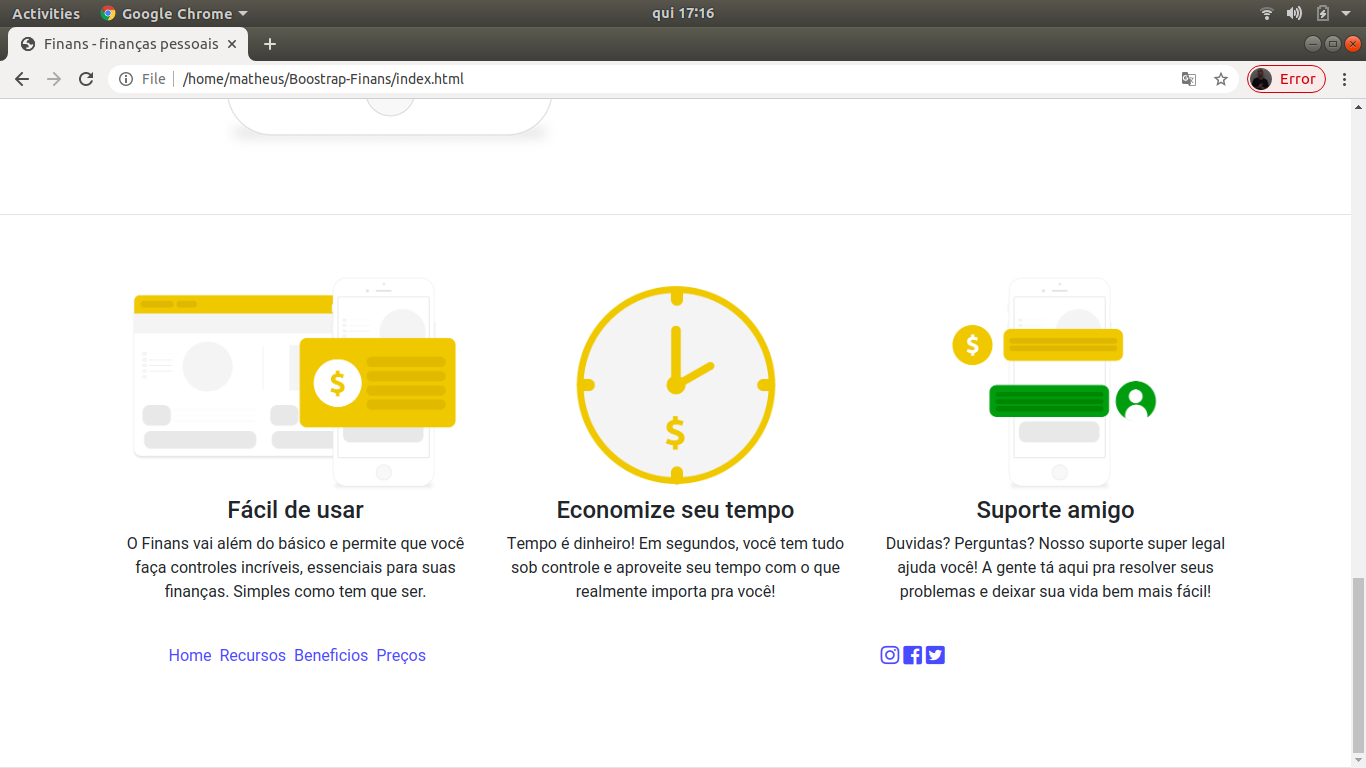 Activities Google Chrome qui 17:16
Finans - finanças pessoais
File /home/matheus/Boostrap-Finans/index.html Error
$ $ $
Fácil de usar
O Finans vai além do básico e permite que você
faça controles incríveis, essenciais para suas
finanças. Simples como tem que ser.
Economize seu tempo
Tempo é dinheiro! Em segundos, você tem tudo
sob controle e aproveite seu tempo com o que
realmente importa pra você!
Suporte amigo
Duvidas? Perguntas? Nosso suporte super legal
ajuda você! A gente tá aqui pra resolver seus
problemas e deixar sua vida bem mais fácil!
Home Recursos Beneficios Preços